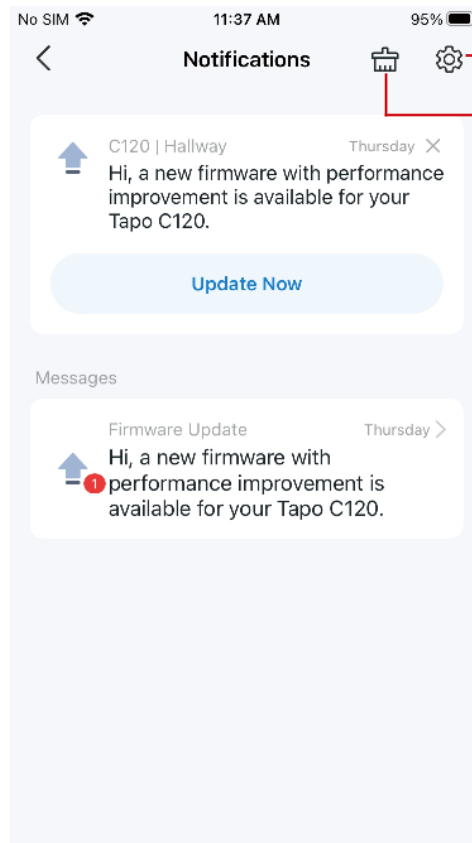 No SIM 11:37 AM 95%
Notifications
C120 | Hallway Thursday
Hi, a new firmware with performance
improvement is available for your
Tapo C120.
Update Now
Messages
Firmware Update Thursday
Hi, a new firmware with
1
performance improvement is
available for your Tapo C120.